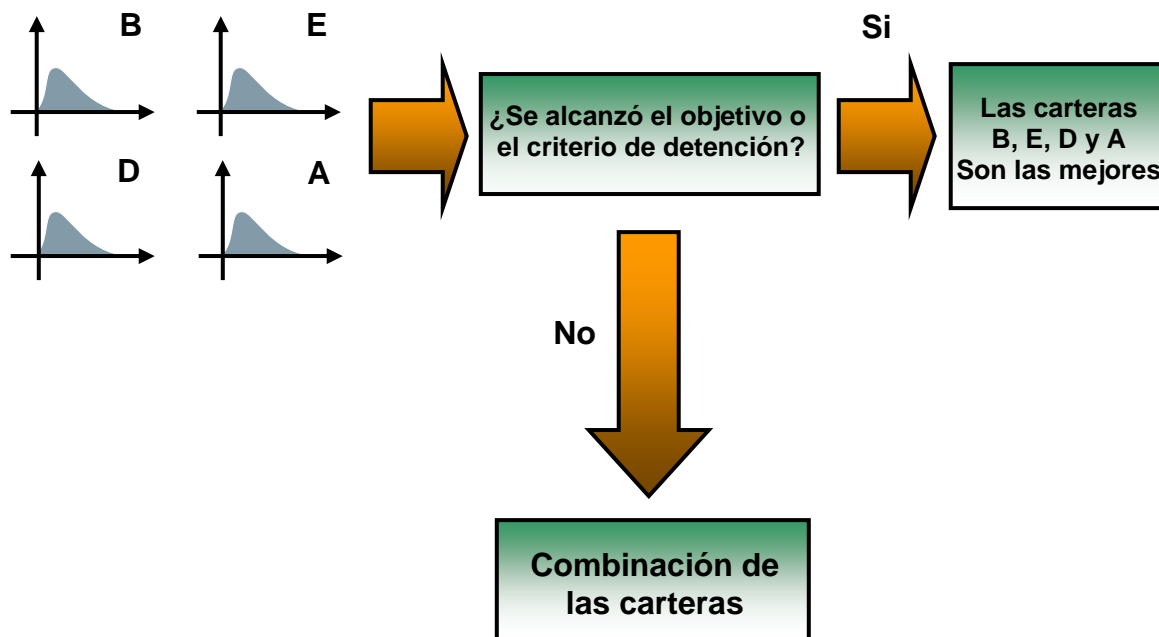 B
E
D
A
¿Se alcanzó el objetivo o
el criterio de detención?
Si
Las carteras
B, E, D y A
Son las mejores
No
Combinación de
las carteras